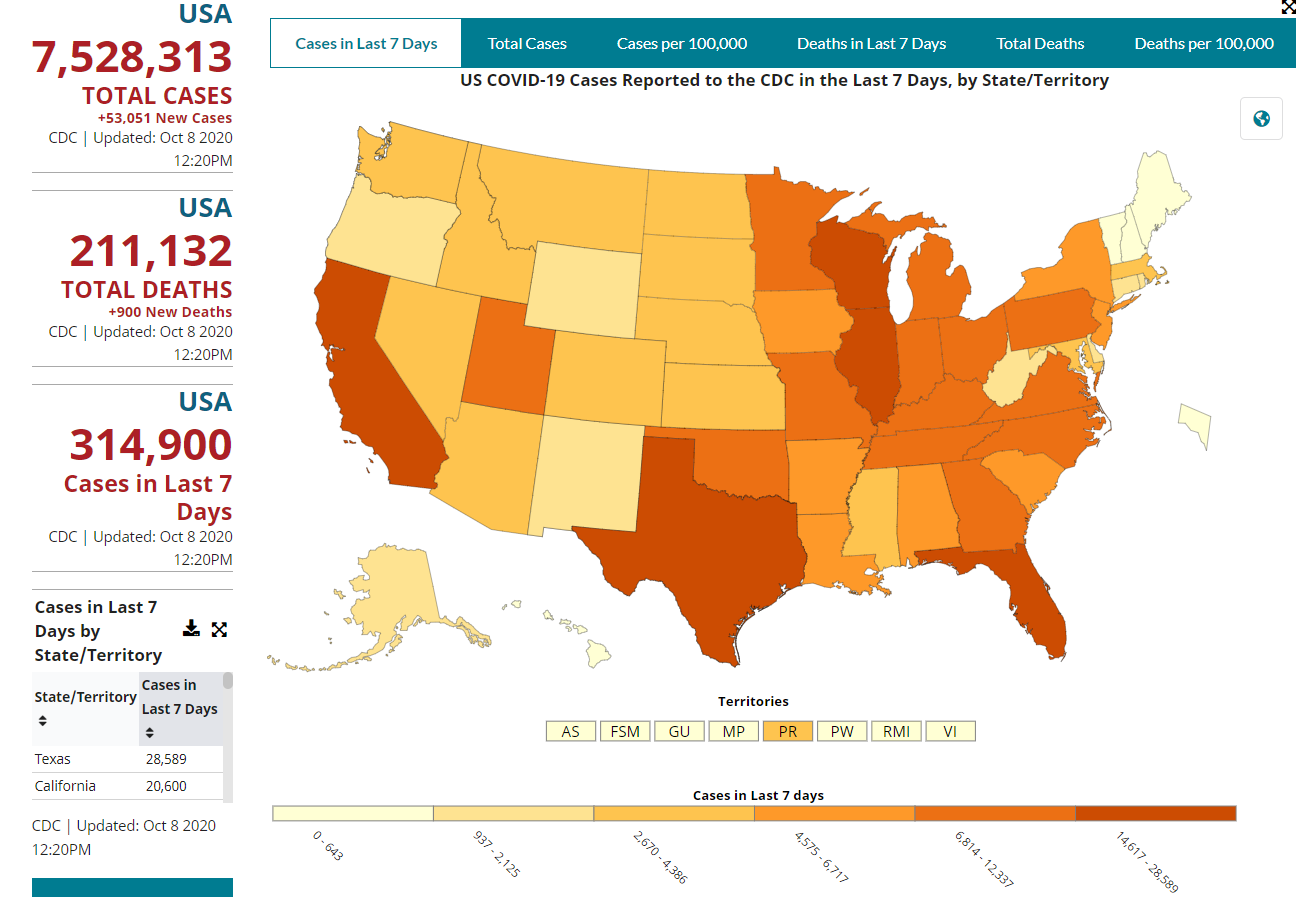 USA
7,528,313
TOTAL CASES
+53,051 New Cases
CDC | Updated: Oct 8 2020
12:20PM
USA
211,132
TOTAL DEATHS
+900 New Deaths
CDC | Updated: Oct 8 2020
12:20PM
USA
314,900
Cases in Last 7
Days
CDC | Updated: Oct 8 2020
12:20PM
Cases in Last 7
Days by
State/Territory
State/Territory
Cases in
Last 7 Days
Texas 28,589
California 20,600
CDC | Updated: Oct 8 2020
12:20PM
Cases in Last 7 Days Total Cases Cases per 100,000 Deaths in Last 7 Days Total Deaths Deaths per 100,000
US COVID-19 Cases Reported to the CDC in the Last 7 Days, by State/Territory
Territories
AS FSM GU MP PR PW RMI VI
Cases in Last 7 days
0 - 643
937 - 2,125
2,670 - 4,386
4,575 - 6,717
6,814 - 12,337
14,617 - 28,589